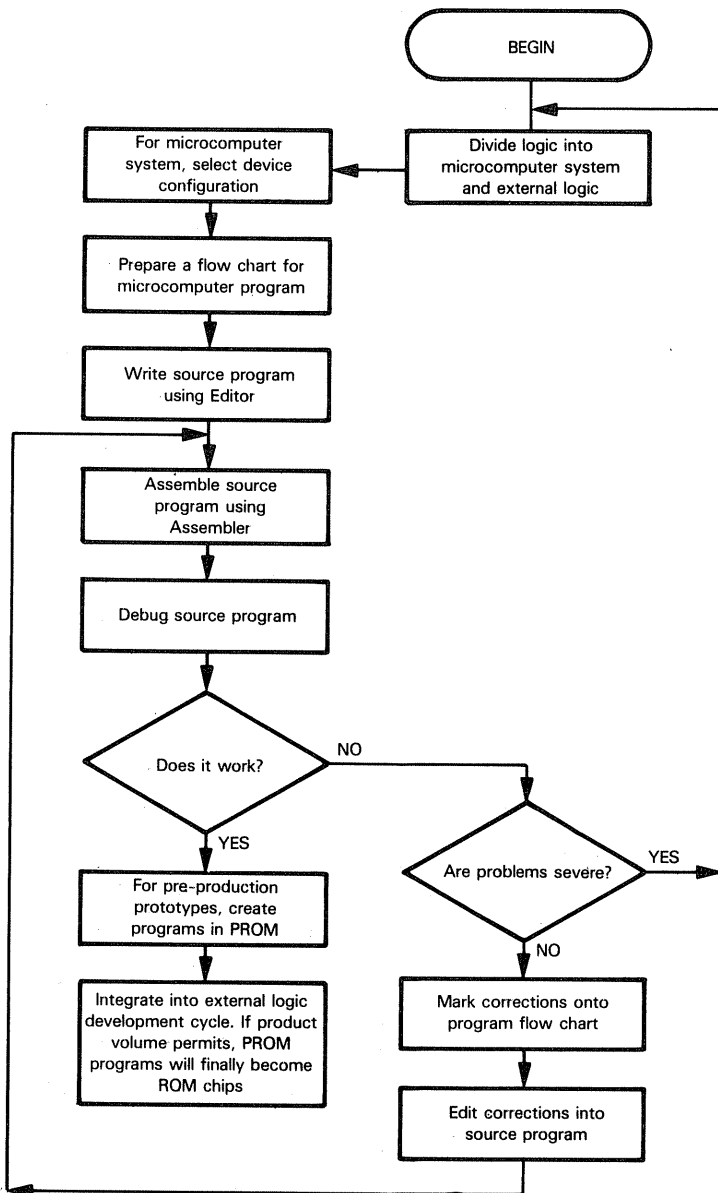 BEGIN
Divide logic into
microcomputer system
and external logic
For microcomputer
system, select device
configuration
Prepare a flow chart for
microcomputer program
Write source program
using Editor
Assemble source
program using
Assembler
Debug source program
Does it work?
NO
YES
Are problems severe?
YES
NO
For pre-production
prototypes, create
programs in PROM
Integrate into external logic
development cycle. If product
volume permits, PROM
programs will finally become
ROM chips
Mark corrections onto
program flow chart
Edit corrections into
source program